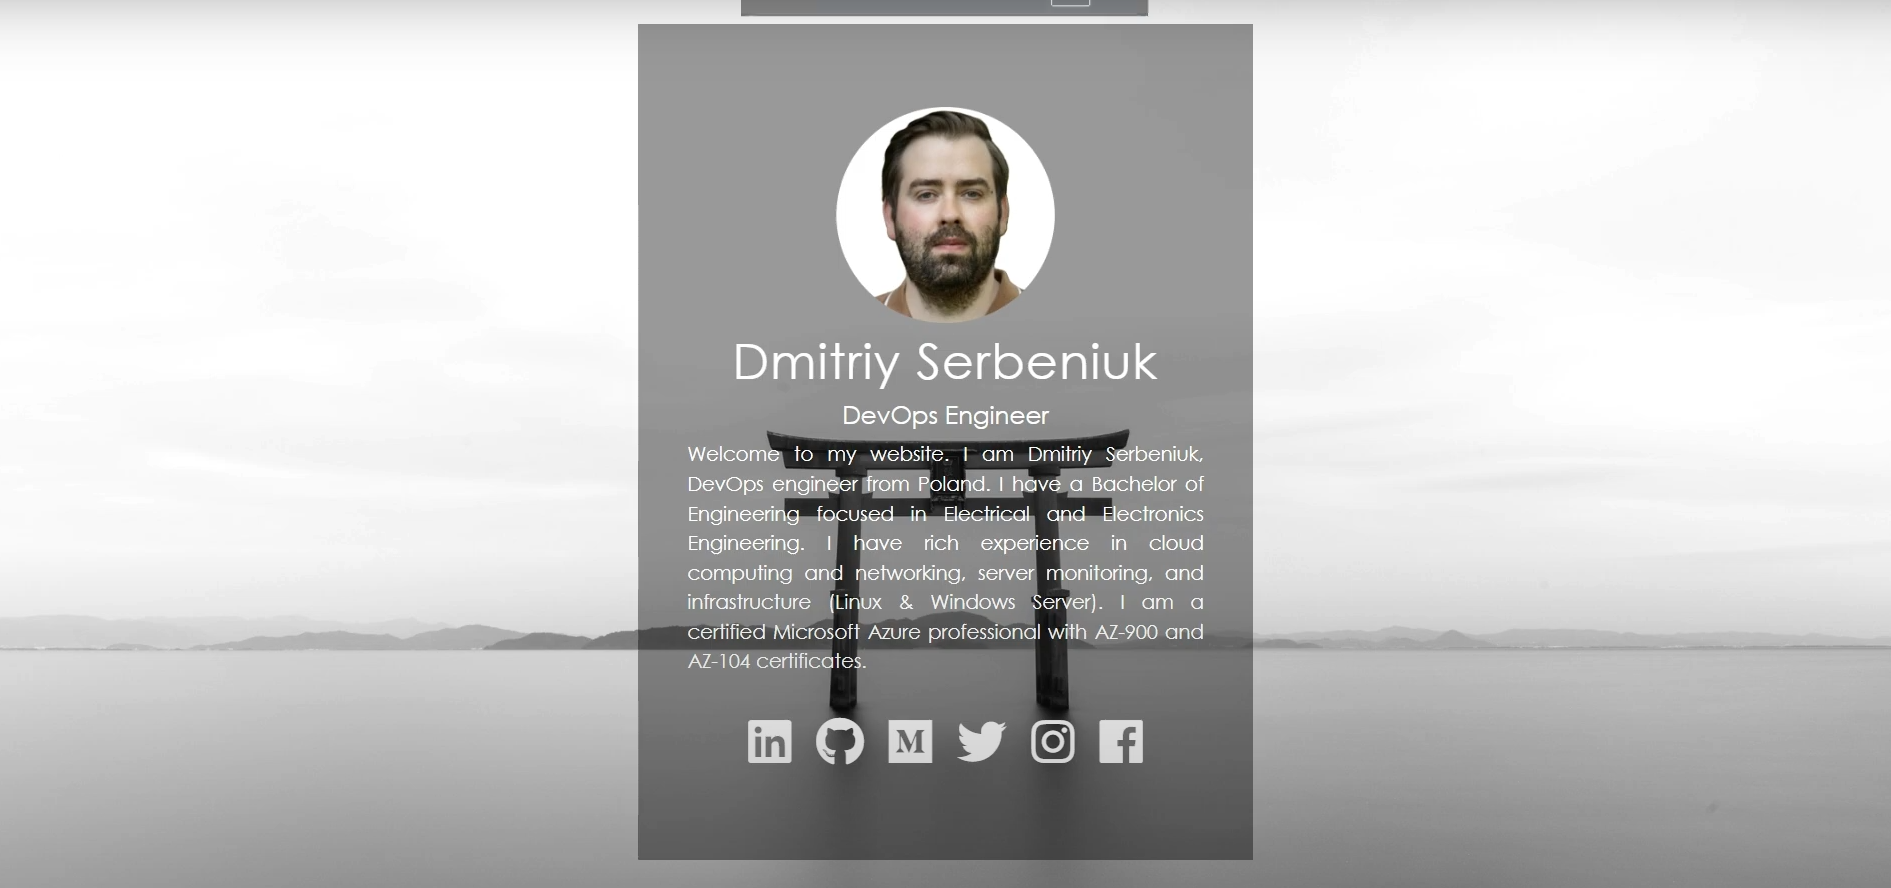 Dmitriy Serbeniuk
DevOps Engineer
Welcome to my website. I am Dmitriy Serbeniuk,
DevOps engineer from Poland. I have a Bachelor of
Engineering focused in Electrical and Electronics
Engineering. I have rich experience in cloud
computing and networking, server monitoring, and
infrastructure (Linux & Windows Server). I am a
certified Microsoft Azure professional with AZ-900 and
AZ-104 certificates.
in M f